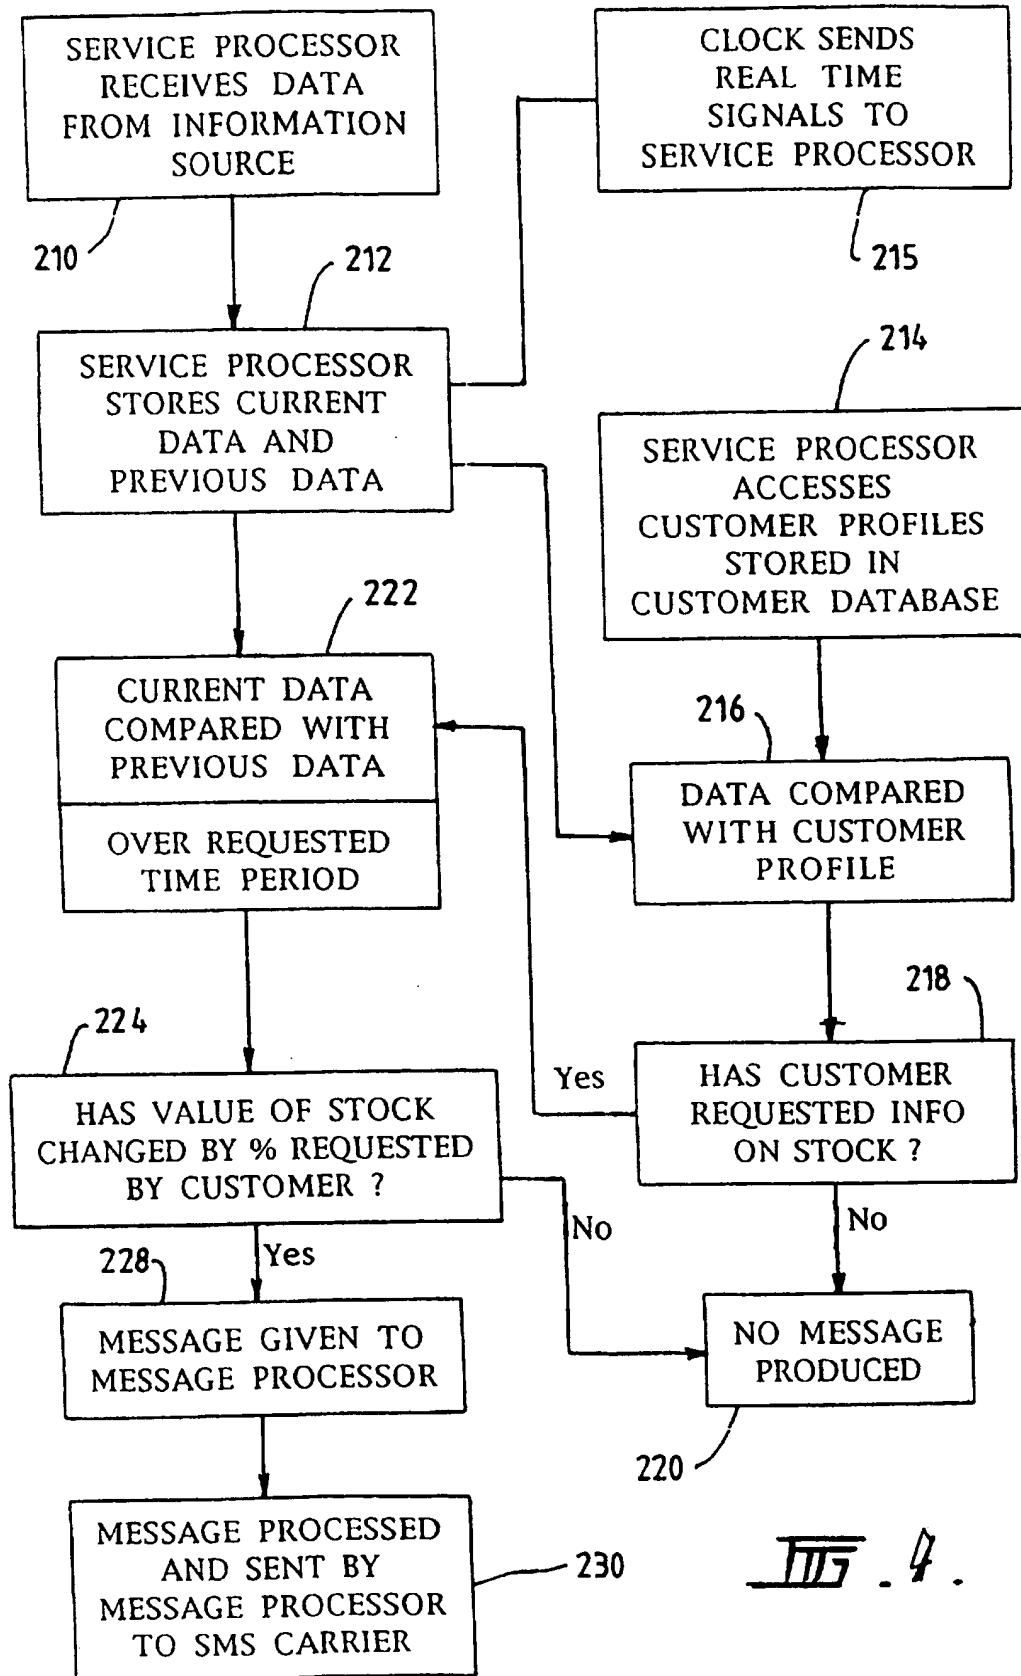 SERVICE PROCESSOR
RECEIVES DATA
FROM INFORMATION
SOURCE
210
CLOCK SENDS
REAL TIME
SIGNALS TO
SERVICE PROCESSOR
215
212
SERVICE PROCESSOR
STORES CURRENT
DATA AND
PREVIOUS DATA
214
SERVICE PROCESSOR
ACCESSES
CUSTOMER PROFILES
STORED IN
CUSTOMER DATABASE
222
CURRENT DATA
COMPARED WITH
PREVIOUS DATA
OVER REQUESTED
TIME PERIOD
216
DATA COMPARED
WITH CUSTOMER
PROFILE
218
HAS CUSTOMER
REQUESTED INFO
ON STOCK ?
Yes
No
224
HAS VALUE OF STOCK
CHANGED BY % REQUESTED
BY CUSTOMER ?
No
Yes
228
MESSAGE GIVEN TO
MESSAGE PROCESSOR
NO MESSAGE
PRODUCED
220
MESSAGE PROCESSED
AND SENT BY
MESSAGE PROCESSOR
TO SMS CARRIER
230
FIG. 4.